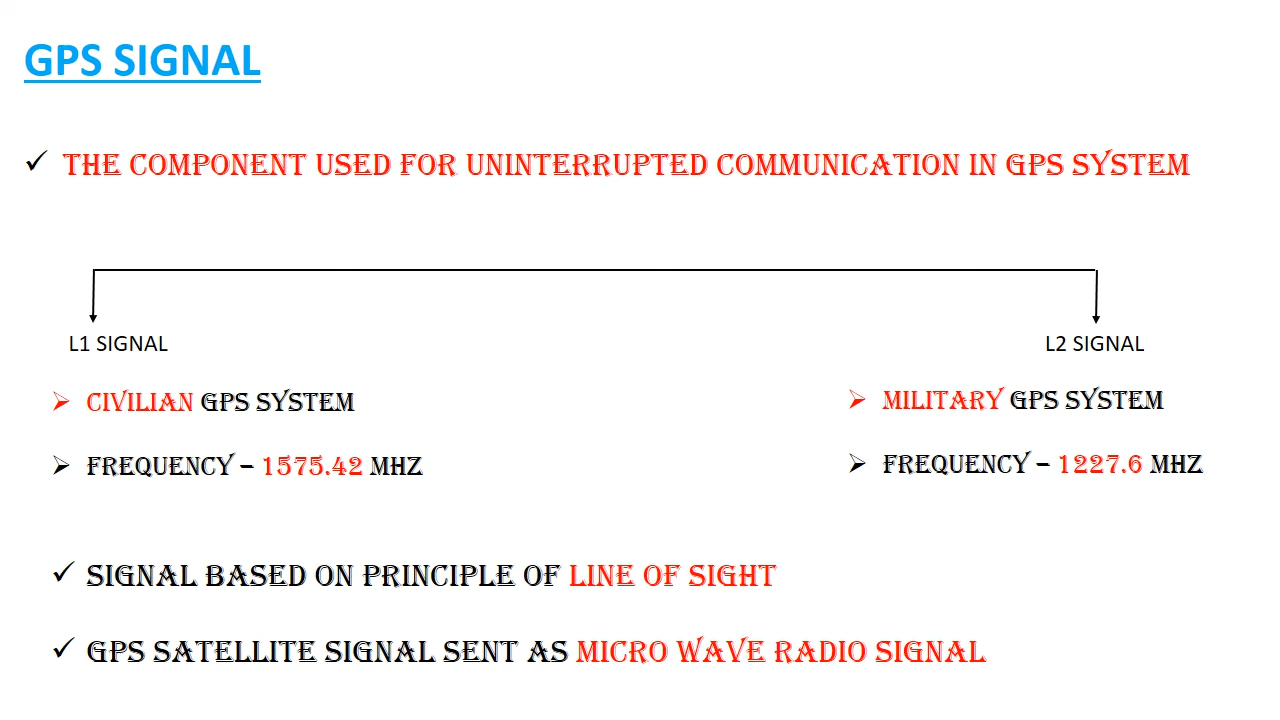 GPS SIGNAL
✓ THE COMPONENT USED FOR UNINTERRUPTED COMMUNICATION IN GPS SYSTEM
L1 SIGNAL
L2 SIGNAL
➢ CIVILIAN GPS SYSTEM
➢ MILITARY GPS SYSTEM
➢ FREQUENCY – 1575.42 MHZ
➢ FREQUENCY – 1227.6 MHZ
✓ SIGNAL BASED ON PRINCIPLE OF LINE OF SIGHT
✓ GPS SATELLITE SIGNAL SENT AS MICRO WAVE RADIO SIGNAL